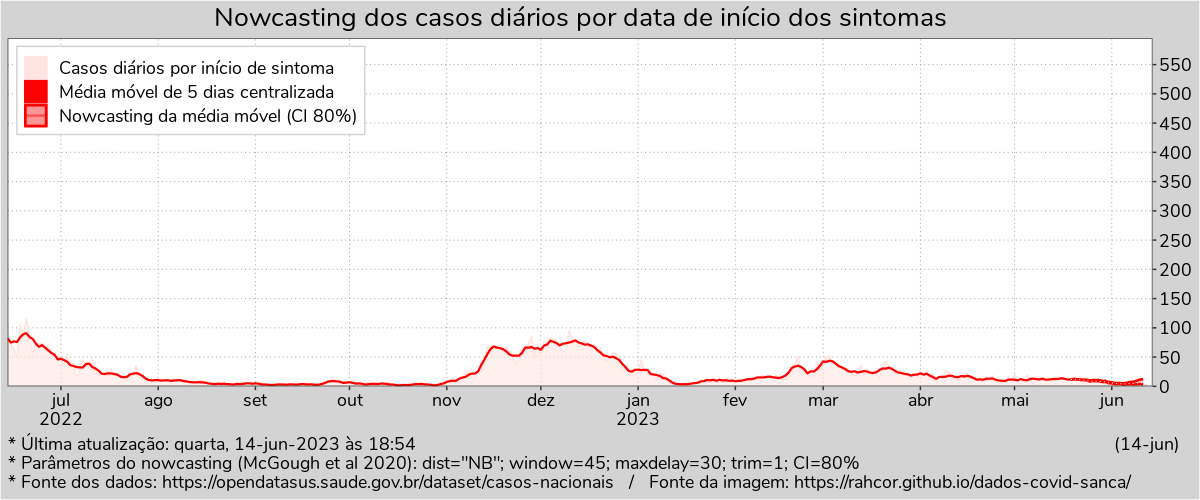 Nowcasting dos casos diários por data de início dos sintomas
Casos diários por início de sintoma
Média móvel de 5 dias centralizada
Nowcasting da média móvel (CI 80%)
550
500
450
400
350
300
250
200
150
100
50
0
jul ago set out nov dez jan fev mar abr mai jun
2022 2023
* Última atualização: quarta, 14-jun-2023 às 18:54 (14-jun)
* Parâmetros do nowcasting (McGough et al 2020): dist="NB"; window=45; maxdelay=30; trim=1; CI=80%
* Fonte dos dados: https://opendatasus.saude.gov.br/dataset/casos-nacionais / Fonte da imagem: https://rahcor.github.io/dados-covid-sanca/